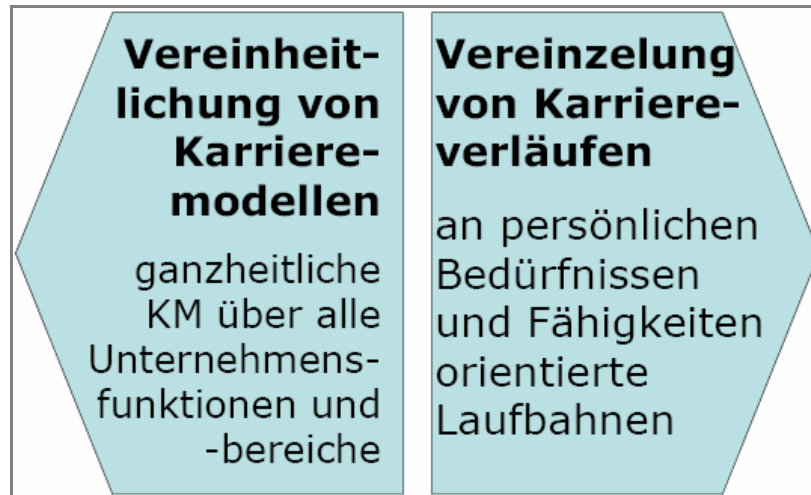 Vereinheit-
lichung von
Karriere-
modellen
ganzheitliche
KM über alle
Unternehmens-
funktionen und
-bereiche
Vereinzelung
von Karriere-
verläufen
an persönlichen
Bedürfnissen
und Fähigkeiten
orientierte
Laufbahnen